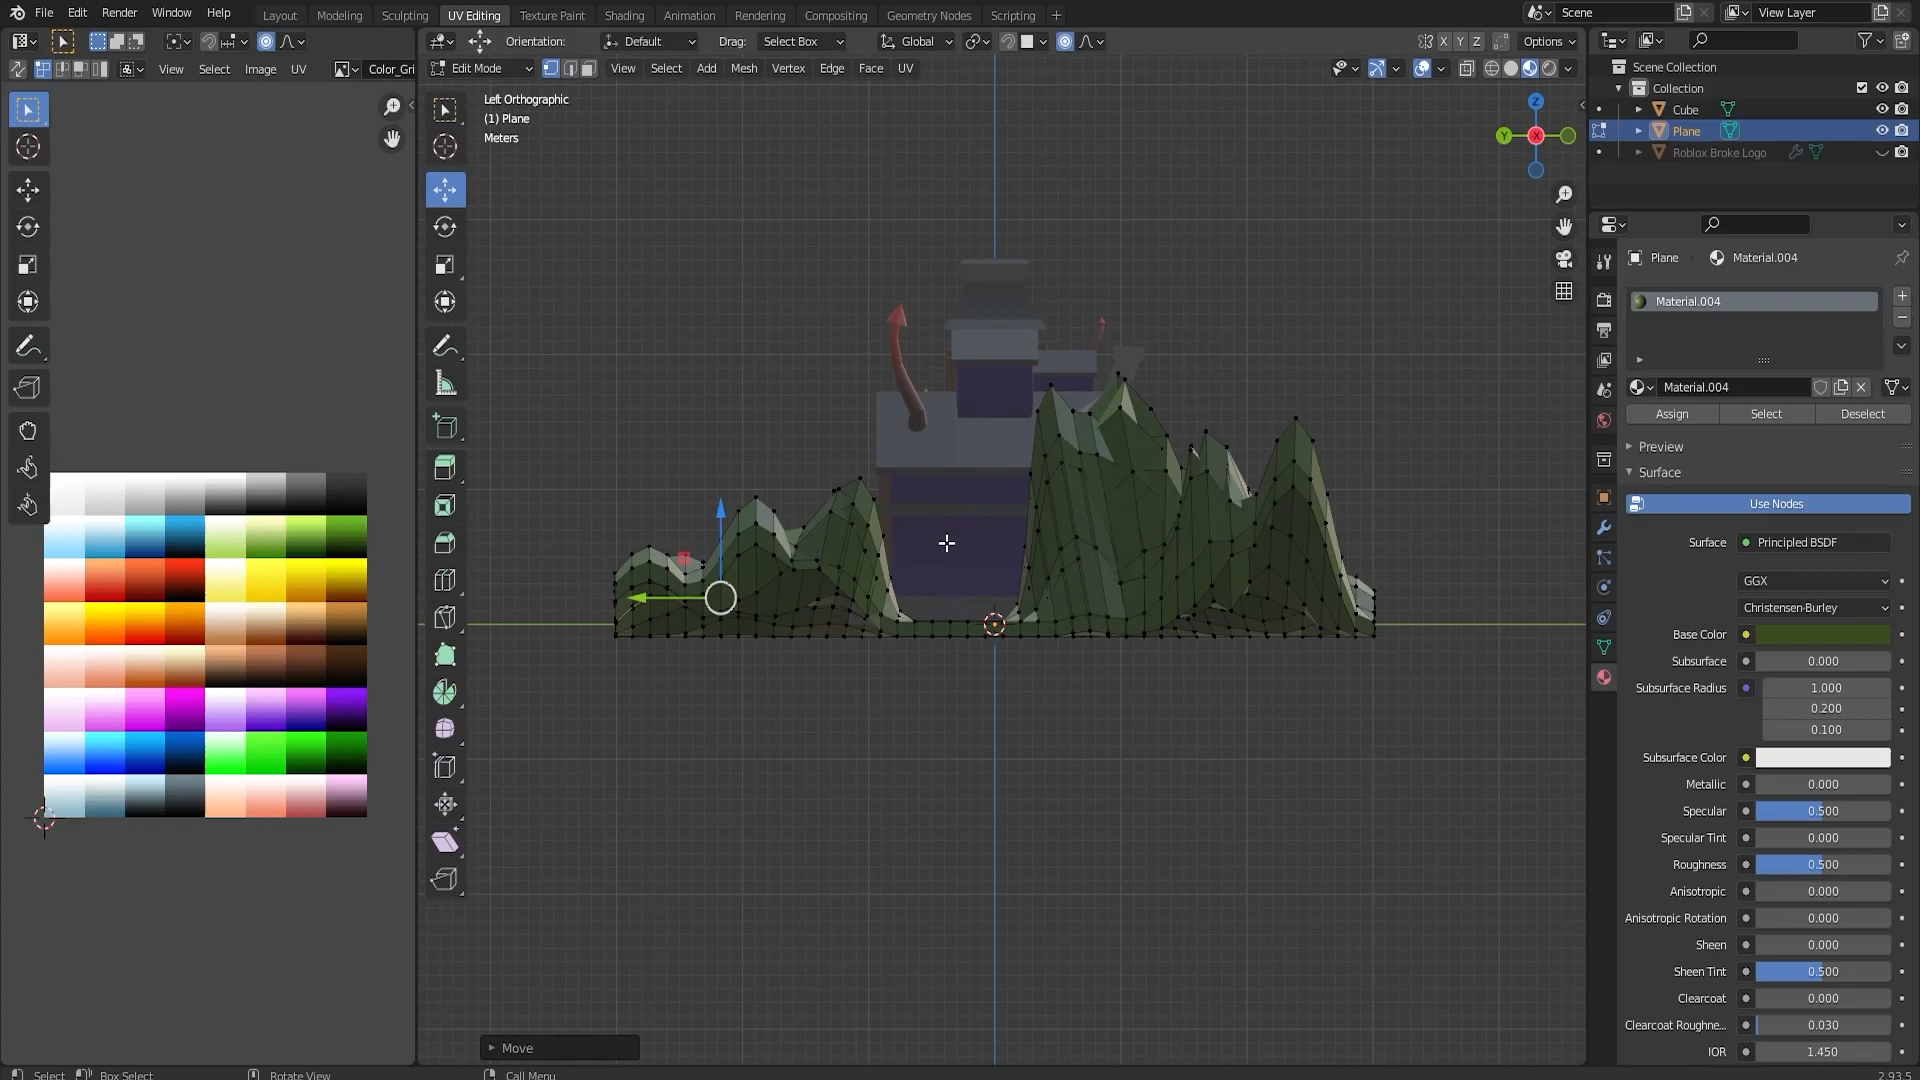 File Edit Render Window Help Layout Modeling Sculpting UV Editing Texture Paint Shading Animation Rendering Compositing Geometry Nodes Scripting + Scene View Layer
Orientation: Default Drag: Select Box Global X Y Z Options
View Select Image UV Color_Gri Edit Mode View Select Add Mesh Vertex Edge Face UV
Scene Collection
Collection
Cube
Plane
Roblox Broke Logo
Left Orthographic
(1) Plane
Meters
Z
Y
X
Plane Material.004
Material.004
Material.004
Assign Select Deselect
Preview
Surface
Use Nodes
Surface Principled BSDF
GGX
Christensen-Burley
Base Color
Subsurface 0.000
Subsurface Radius 1.000
0.200
0.100
Subsurface Color
Metallic 0.000
Specular 0.500
Specular Tint 0.000
Roughness 0.500
Anisotropic 0.000
Anisotropic Rotation 0.000
Sheen 0.000
Sheen Tint 0.500
Clearcoat 0.000
Clearcoat Roughne... 0.030
IOR 1.450
Move
Select Box Select Rotate View Call Menu 2.93.5